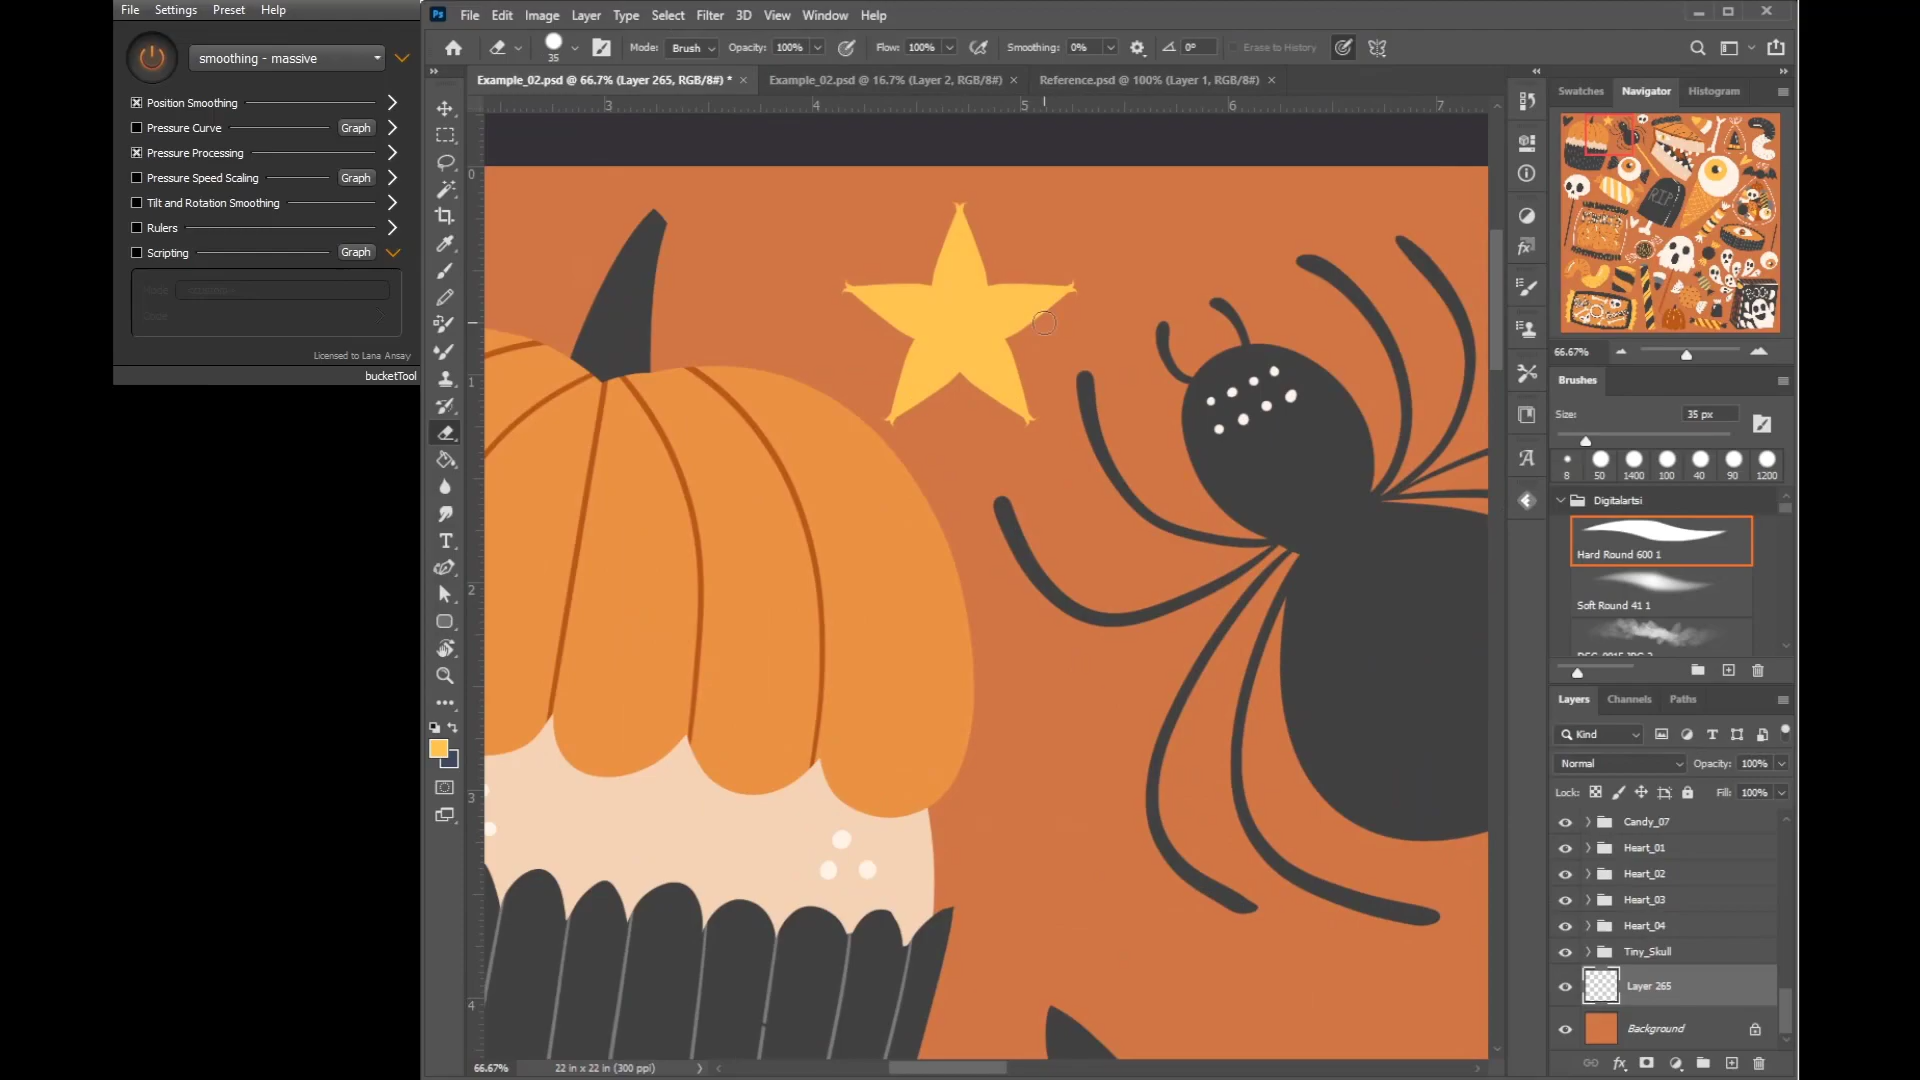 File Settings Preset Help
smoothing - massive
Position Smoothing
Pressure Curve Graph
Pressure Processing
Pressure Speed Scaling Graph
Tilt and Rotation Smoothing
Rulers
Scripting Graph
Mode
Code
Licensed to Lana Ansay
bucketTool
Ps File Edit Image Layer Type Select Filter 3D View Window Help
35 Mode: Brush Opacity: 100% Flow: 100% Smoothing: 0% 0° Erase to History
Example_02.psd @ 66.7% (Layer 265, RGB/8#) * × Example_02.psd @ 16.7% (Layer 2, RGB/8#) × Reference.psd @ 100% (Layer 1, RGB/8#) ×
3 4 5 6 7
0
1
2
3
4
66.67% 22 in x 22 in (300 ppi)
Swatches Navigator Histogram
RIP
BOO
66.67%
Brushes
Size: 35 px
8 50 1400 100 40 90 1200
Digitalartsi
Hard Round 600 1
Soft Round 41 1
Layers Channels Paths
Kind
Normal Opacity: 100%
Lock: Fill: 100%
Candy_07
Heart_01
Heart_02
Heart_03
Heart_04
Tiny_Skull
Layer 265
Background